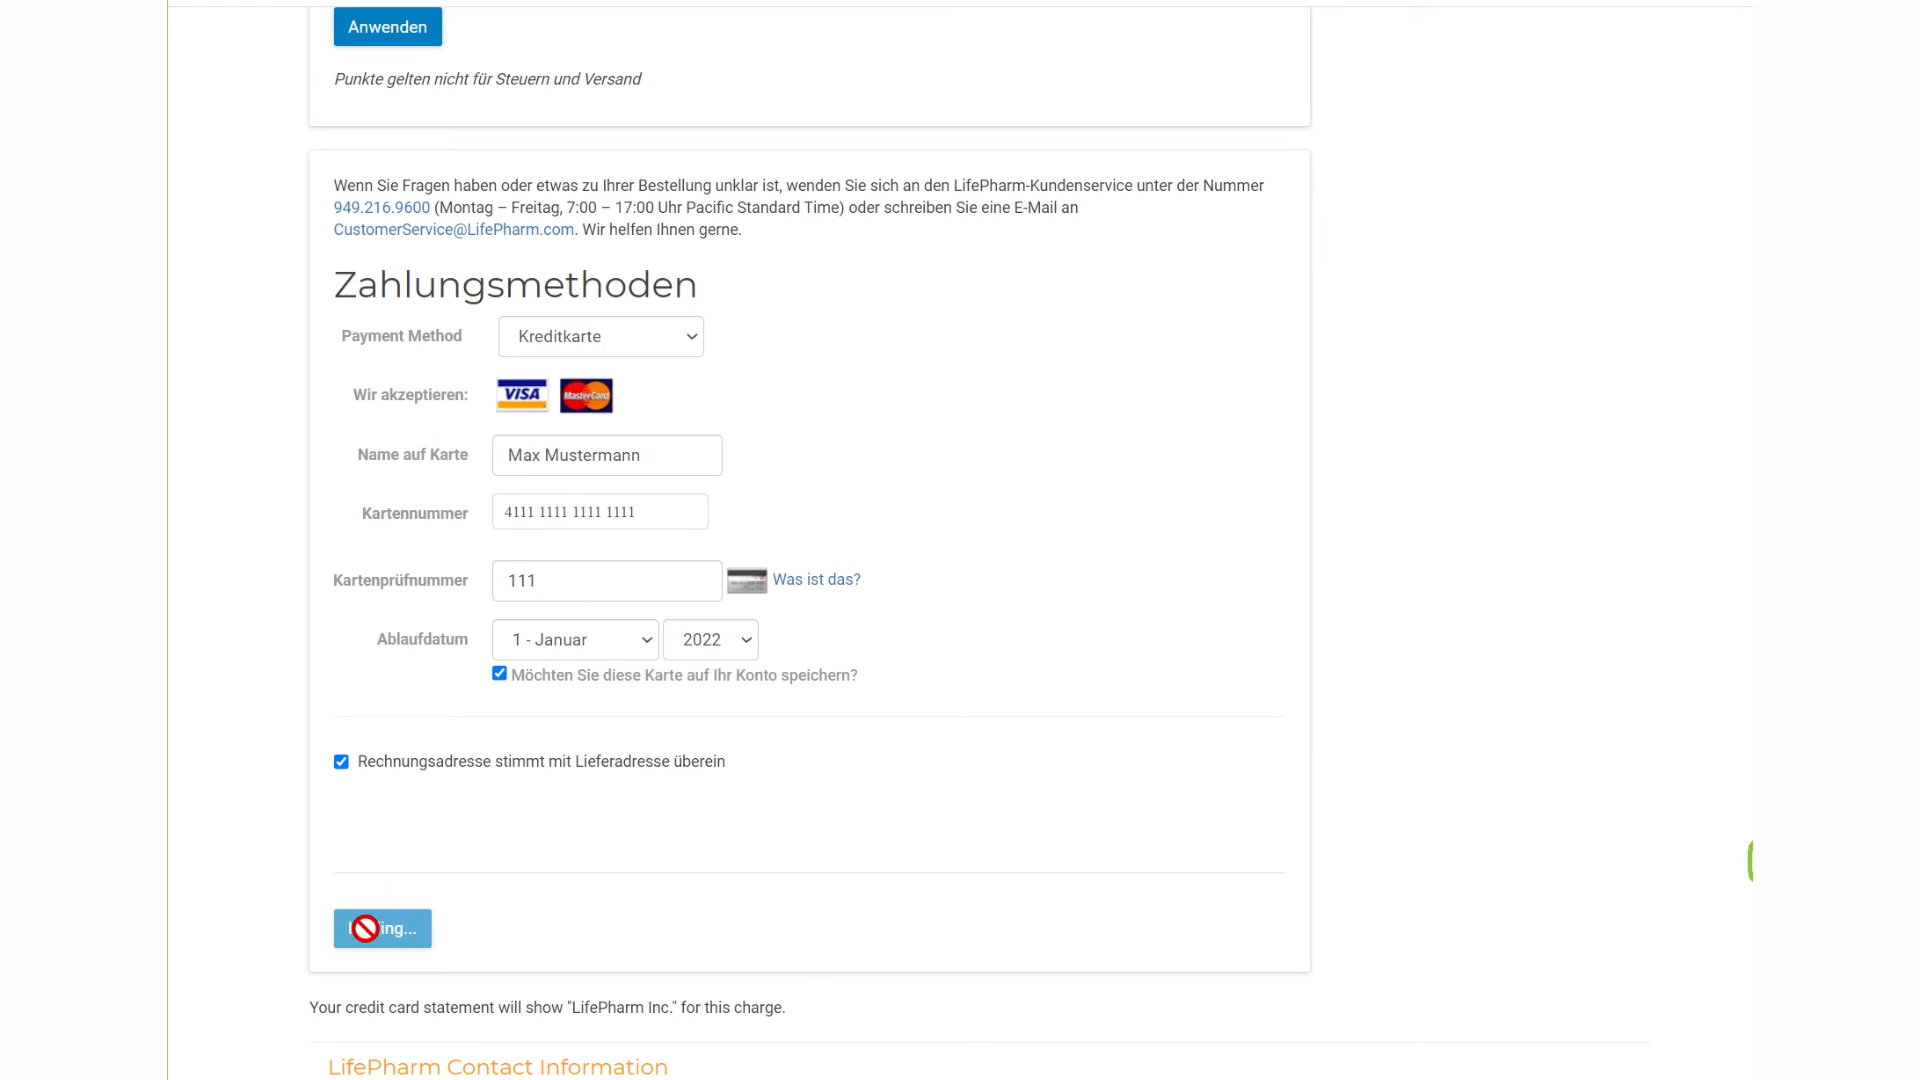 Anwenden
Punkte gelten nicht für Steuern und Versand
Wenn Sie Fragen haben oder etwas zu Ihrer Bestellung unklar ist, wenden Sie sich an den LifePharm-Kundenservice unter der Nummer
949.216.9600 (Montag – Freitag, 7:00 – 17:00 Uhr Pacific Standard Time) oder schreiben Sie eine E-Mail an
CustomerService@LifePharm.com. Wir helfen Ihnen gerne.
Zahlungsmethoden
Payment Method Kreditkarte
Wir akzeptieren: VISA MasterCard
Name auf Karte Max Mustermann
Kartennummer 4111 1111 1111 1111
Kartenprüfnummer 111 Was ist das?
Ablaufdatum 1 - Januar 2022
Möchten Sie diese Karte auf Ihr Konto speichern?
Rechnungsadresse stimmt mit Lieferadresse überein
Your credit card statement will show "LifePharm Inc." for this charge.
LifePharm Contact Information